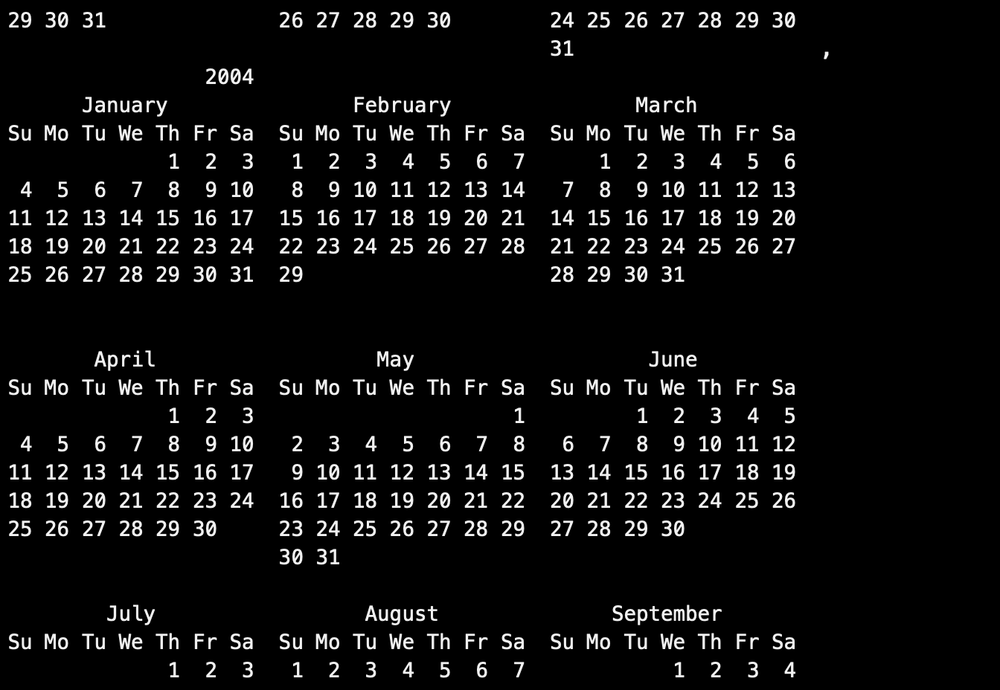 29 30 31              26 27 28 29 30        24 25 26 27 28 29 30
                                            31                    ,
                2004
      January               February               March
Su Mo Tu We Th Fr Sa  Su Mo Tu We Th Fr Sa  Su Mo Tu We Th Fr Sa
             1  2  3   1  2  3  4  5  6  7      1  2  3  4  5  6
 4  5  6  7  8  9 10   8  9 10 11 12 13 14   7  8  9 10 11 12 13
11 12 13 14 15 16 17  15 16 17 18 19 20 21  14 15 16 17 18 19 20
18 19 20 21 22 23 24  22 23 24 25 26 27 28  21 22 23 24 25 26 27
25 26 27 28 29 30 31  29                    28 29 30 31
       April                  May                   June
Su Mo Tu We Th Fr Sa  Su Mo Tu We Th Fr Sa  Su Mo Tu We Th Fr Sa
             1  2  3                     1         1  2  3  4  5
 4  5  6  7  8  9 10   2  3  4  5  6  7  8   6  7  8  9 10 11 12
11 12 13 14 15 16 17   9 10 11 12 13 14 15  13 14 15 16 17 18 19
18 19 20 21 22 23 24  16 17 18 19 20 21 22  20 21 22 23 24 25 26
25 26 27 28 29 30     23 24 25 26 27 28 29  27 28 29 30
                      30 31
        July                 August              September
Su Mo Tu We Th Fr Sa  Su Mo Tu We Th Fr Sa  Su Mo Tu We Th Fr Sa
             1  2  3   1  2  3  4  5  6  7            1  2  3  4